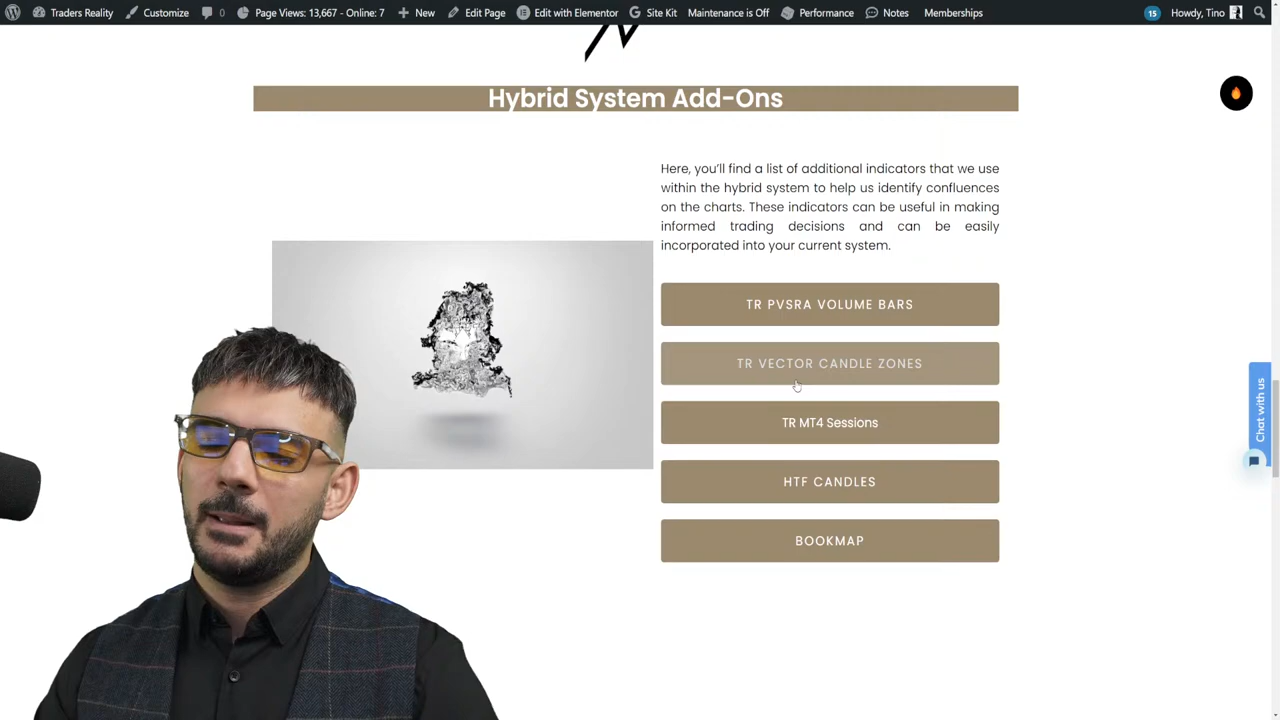 Traders Reality
Customize
0
Page Views: 13,667 - Online: 7
New
Edit Page
Edit with Elementor
Site Kit
Maintenance is Off
Performance
Notes
Memberships
15
Howdy, Tino
Hybrid System Add-Ons
Here, you'll find a list of additional indicators that we use
within the hybrid system to help us identify confluences
on the charts. These indicators can be useful in making
informed trading decisions and can be easily
incorporated into your current system.
TR PVSRA VOLUME BARS
TR VECTOR CANDLE ZONES
TR MT4 Sessions
HTF CANDLES
BOOKMAP
Chat with us